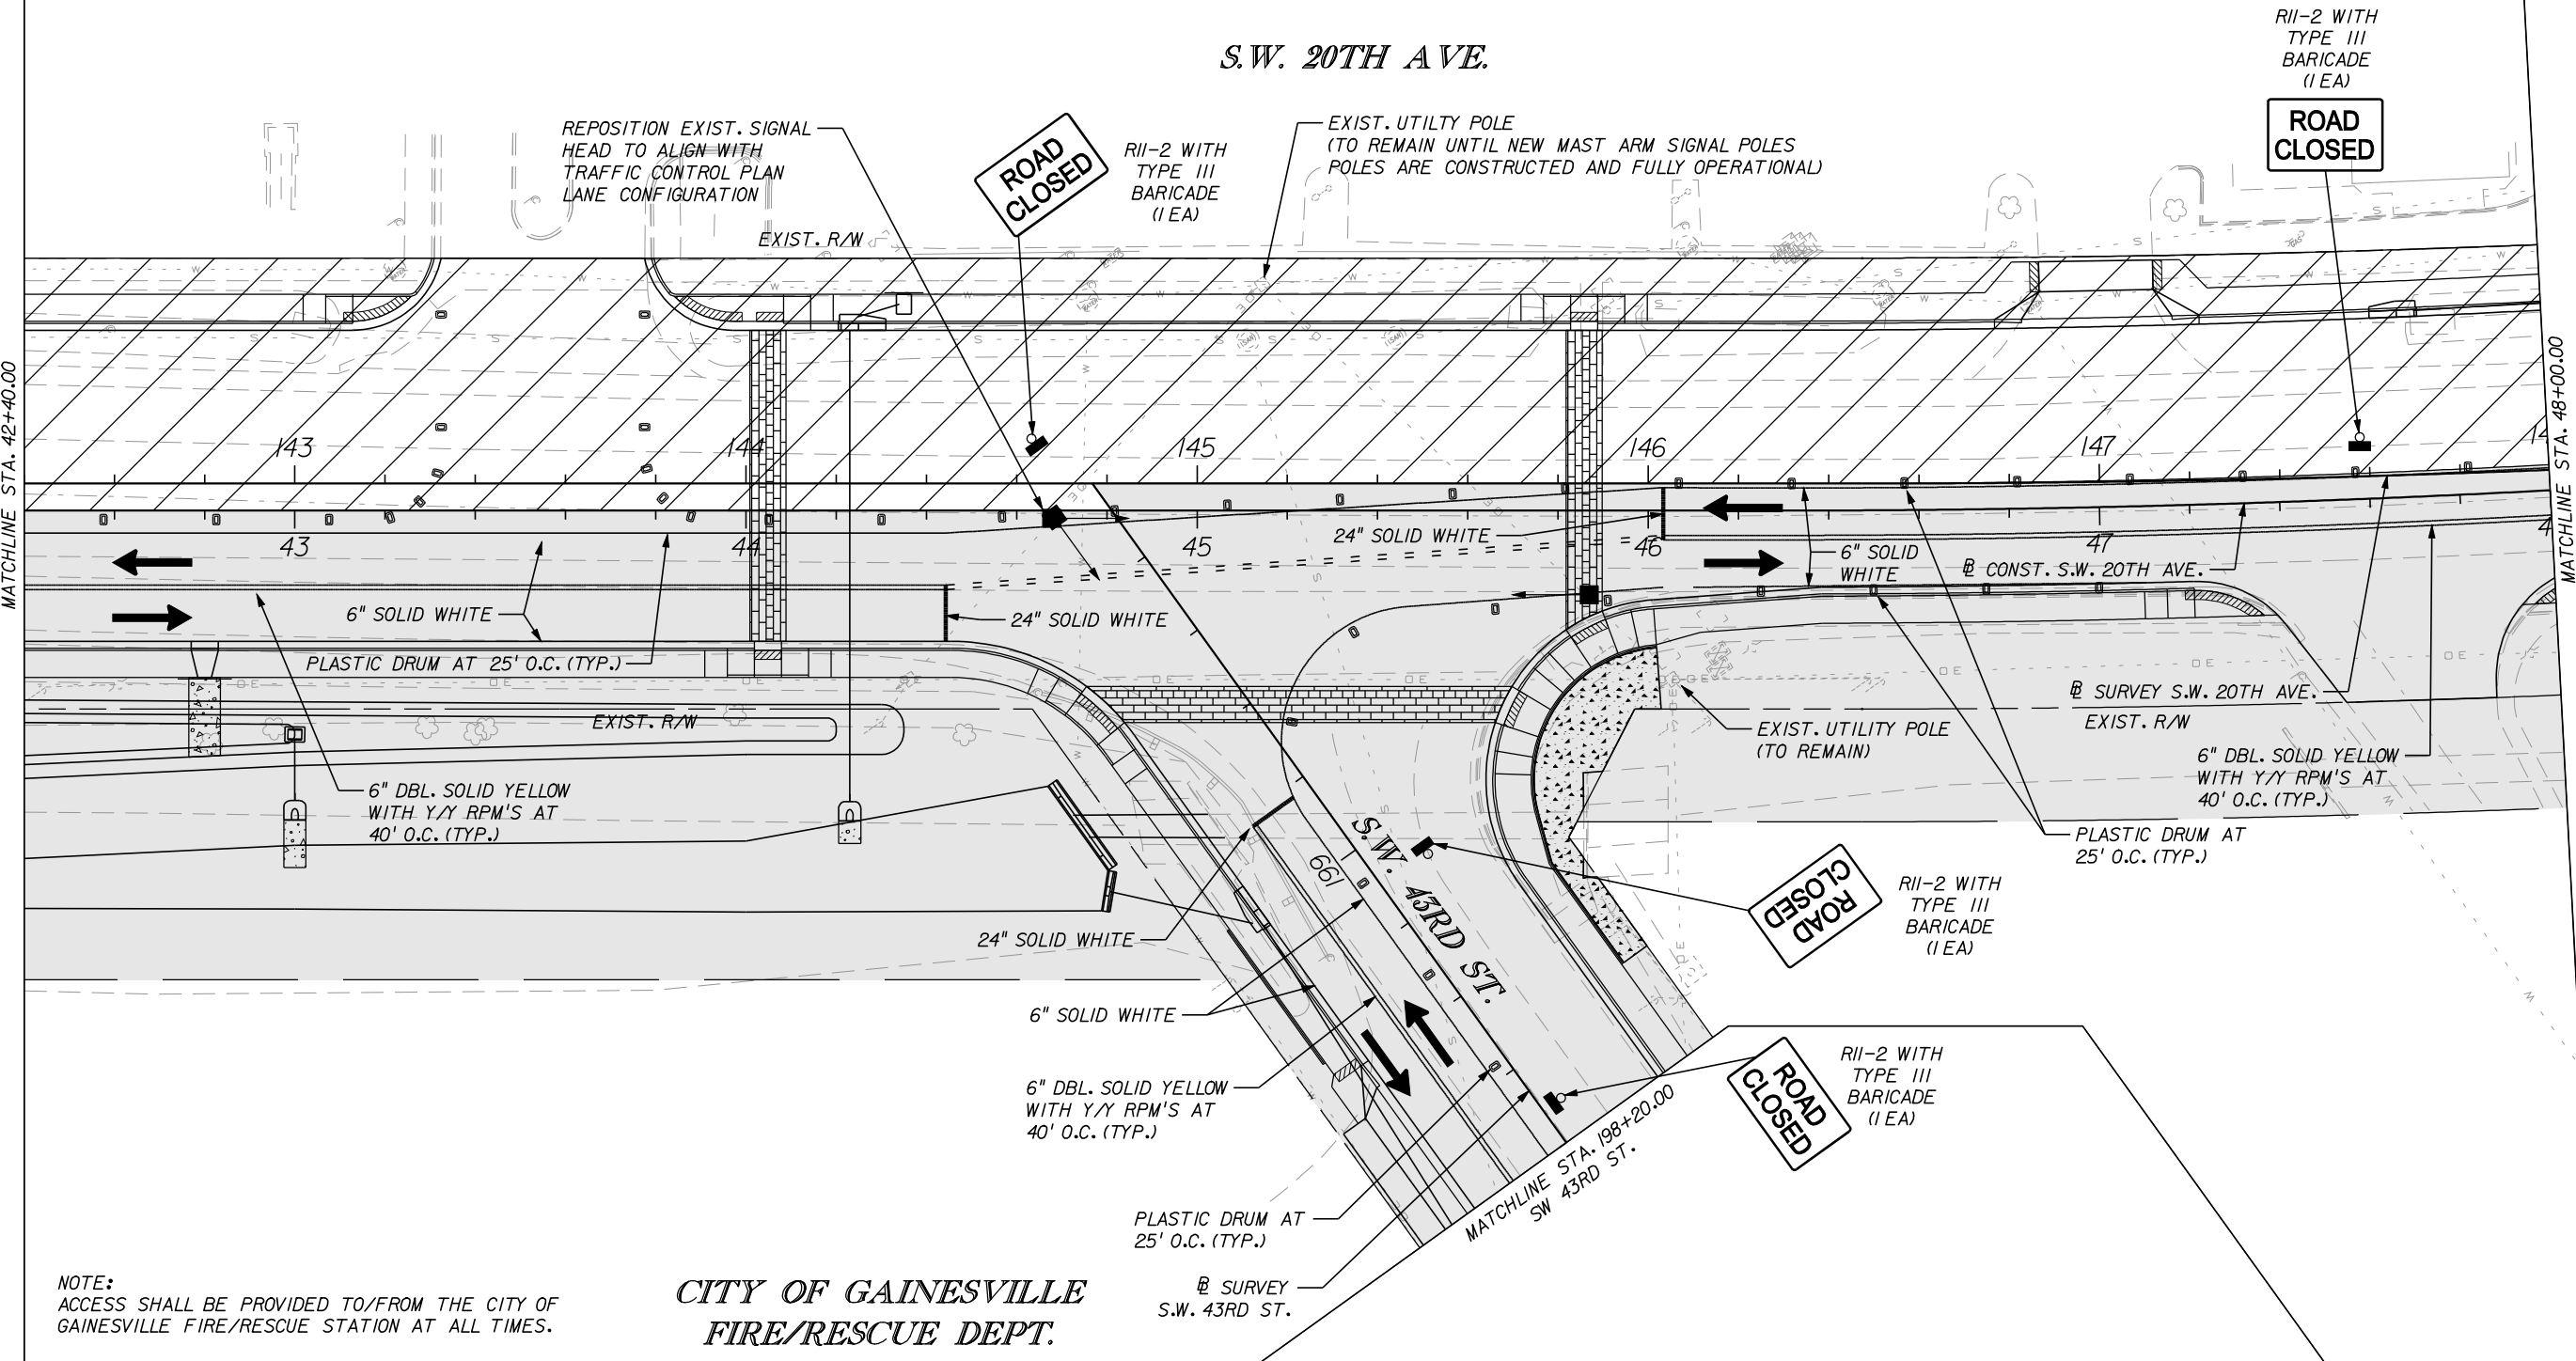 S.W. 20TH AVE.
RII-2 WITH
TYPE III
BARICADE
(1 EA)
ROAD
CLOSED
REPOSITION EXIST. SIGNAL
HEAD TO ALIGN WITH
TRAFFIC CONTROL PLAN
LANE CONFIGURATION
ROAD
CLOSED
RII-2 WITH
TYPE III
BARICADE
(1 EA)
EXIST. UTILTY POLE
(TO REMAIN UNTIL NEW MAST ARM SIGNAL POLES
POLES ARE CONSTRUCTED AND FULLY OPERATIONAL)
EXIST. R/W
MATCHLINE STA. 42+40.00
MATCHLINE STA. 48+00.00
143
144
145
146
147
14
43
44
45
46
47
4
24" SOLID WHITE
6" SOLID
WHITE
CONST. S.W. 20TH AVE.
6" SOLID WHITE
24" SOLID WHITE
PLASTIC DRUM AT 25' O.C. (TYP.)
SURVEY S.W. 20TH AVE.
EXIST. R/W
EXIST. R/W
EXIST. UTILITY POLE
(TO REMAIN)
6" DBL. SOLID YELLOW
WITH Y/Y RPM'S AT
40' O.C. (TYP.)
6" DBL. SOLID YELLOW
WITH Y/Y RPM'S AT
40' O.C. (TYP.)
PLASTIC DRUM AT
25' O.C. (TYP.)
199
S.W. 43RD ST.
ROAD
CLOSED
RII-2 WITH
TYPE III
BARICADE
(1 EA)
24" SOLID WHITE
6" SOLID WHITE
6" DBL. SOLID YELLOW
WITH Y/Y RPM'S AT
40' O.C. (TYP.)
ROAD
CLOSED
RII-2 WITH
TYPE III
BARICADE
(1 EA)
MATCHLINE STA. 198+20.00
SW 43RD ST.
PLASTIC DRUM AT
25' O.C. (TYP.)
SURVEY
S.W. 43RD ST.
NOTE:
ACCESS SHALL BE PROVIDED TO/FROM THE CITY OF
GAINESVILLE FIRE/RESCUE STATION AT ALL TIMES.
CITY OF GAINESVILLE
FIRE/RESCUE DEPT.